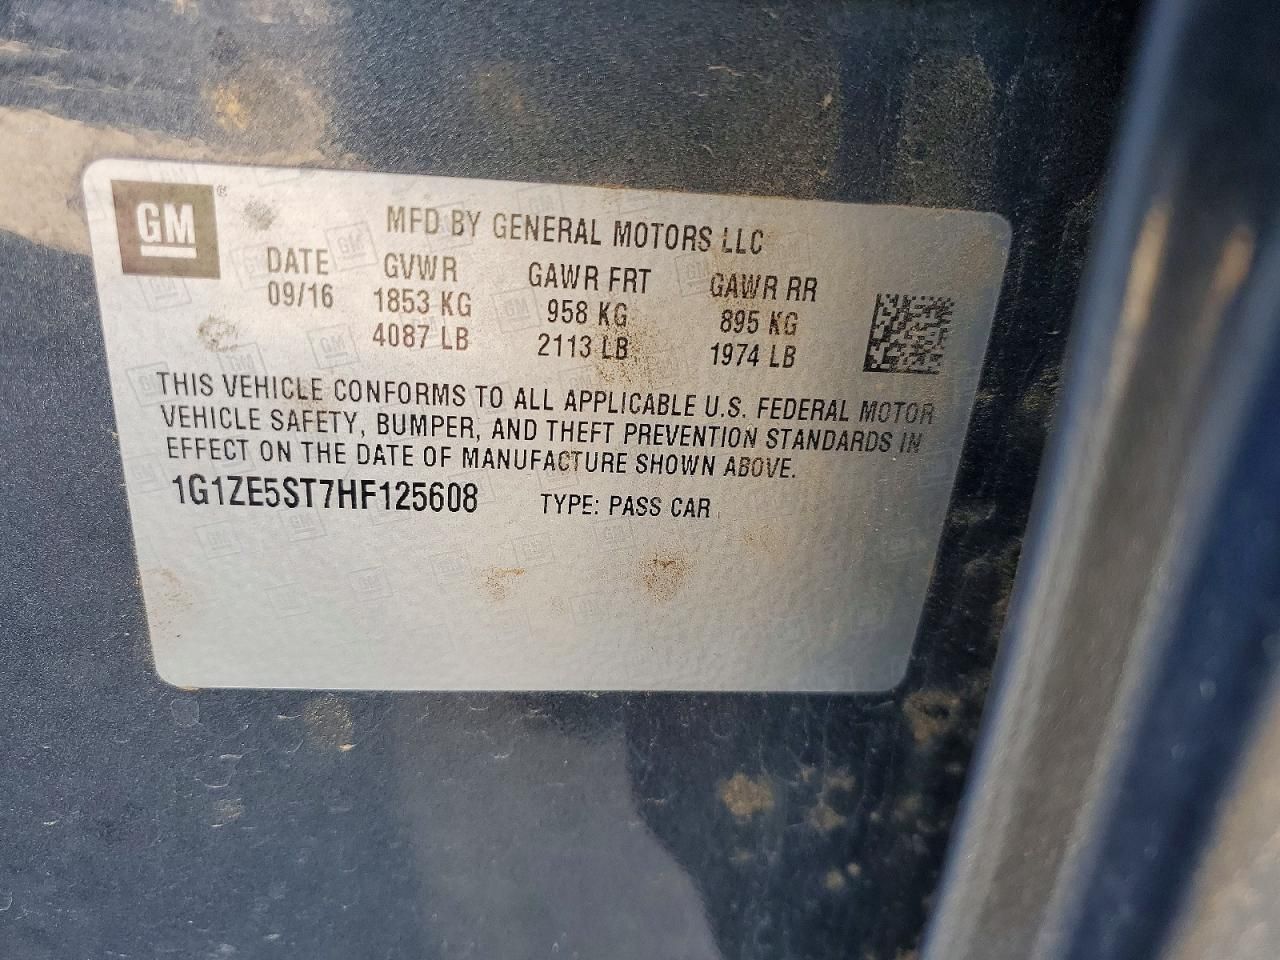 GM ®
MFD BY GENERAL MOTORS LLC
DATE GVWR GAWR FRT GAWR RR
09/16 1853 KG 958 KG 895 KG
4087 LB 2113 LB 1974 LB
THIS VEHICLE CONFORMS TO ALL APPLICABLE U.S. FEDERAL MOTOR
VEHICLE SAFETY, BUMPER, AND THEFT PREVENTION STANDARDS IN
EFFECT ON THE DATE OF MANUFACTURE SHOWN ABOVE.
1G1ZE5ST7HF125608 TYPE: PASS CAR